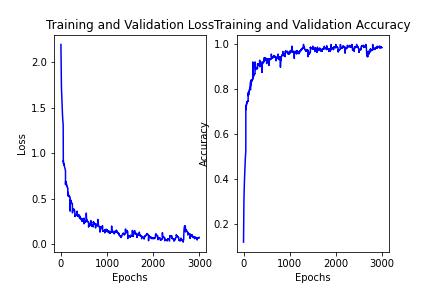 Training and Validation Loss
2.0
1.5
1.0
0.5
0.0
Loss
0 1000 2000 3000
Epochs
Training and Validation Accuracy
1.0
0.8
0.6
0.4
0.2
Accuracy
0 1000 2000 3000
Epochs